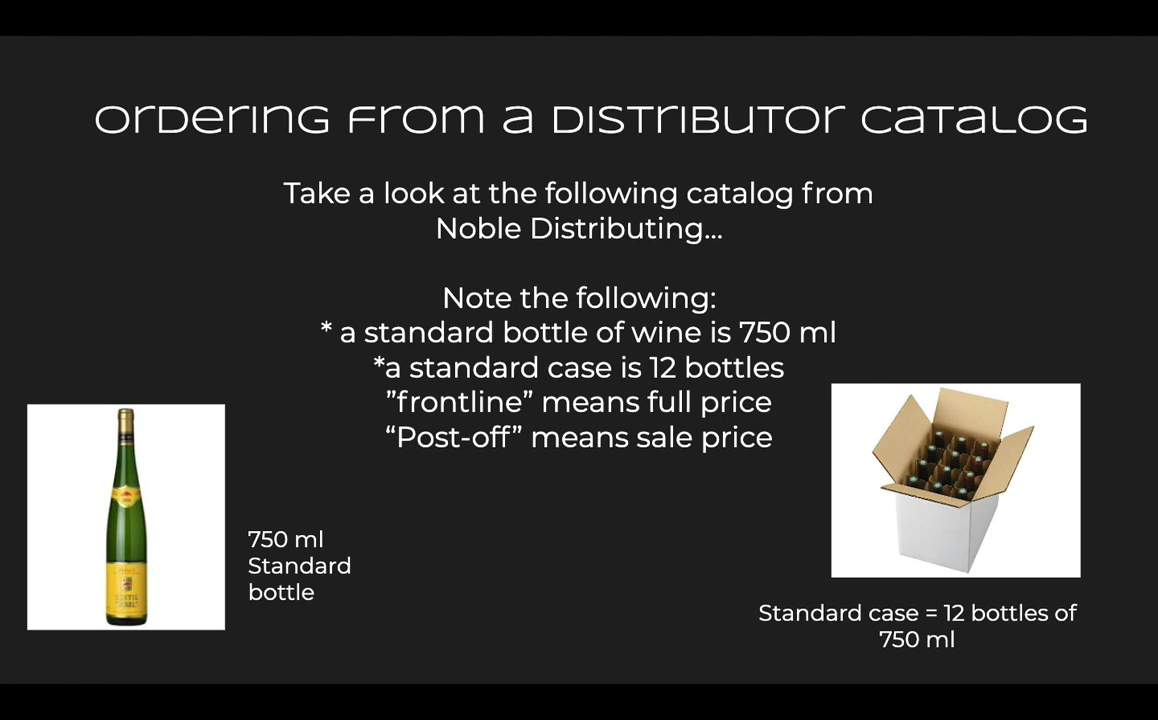 Ordering from a Distributor Catalog
Take a look at the following catalog from
Noble Distributing...
Note the following:
* a standard bottle of wine is 750 ml
*a standard case is 12 bottles
”frontline” means full price
“Post-off” means sale price
750 ml
Standard
bottle
Standard case = 12 bottles of
750 ml